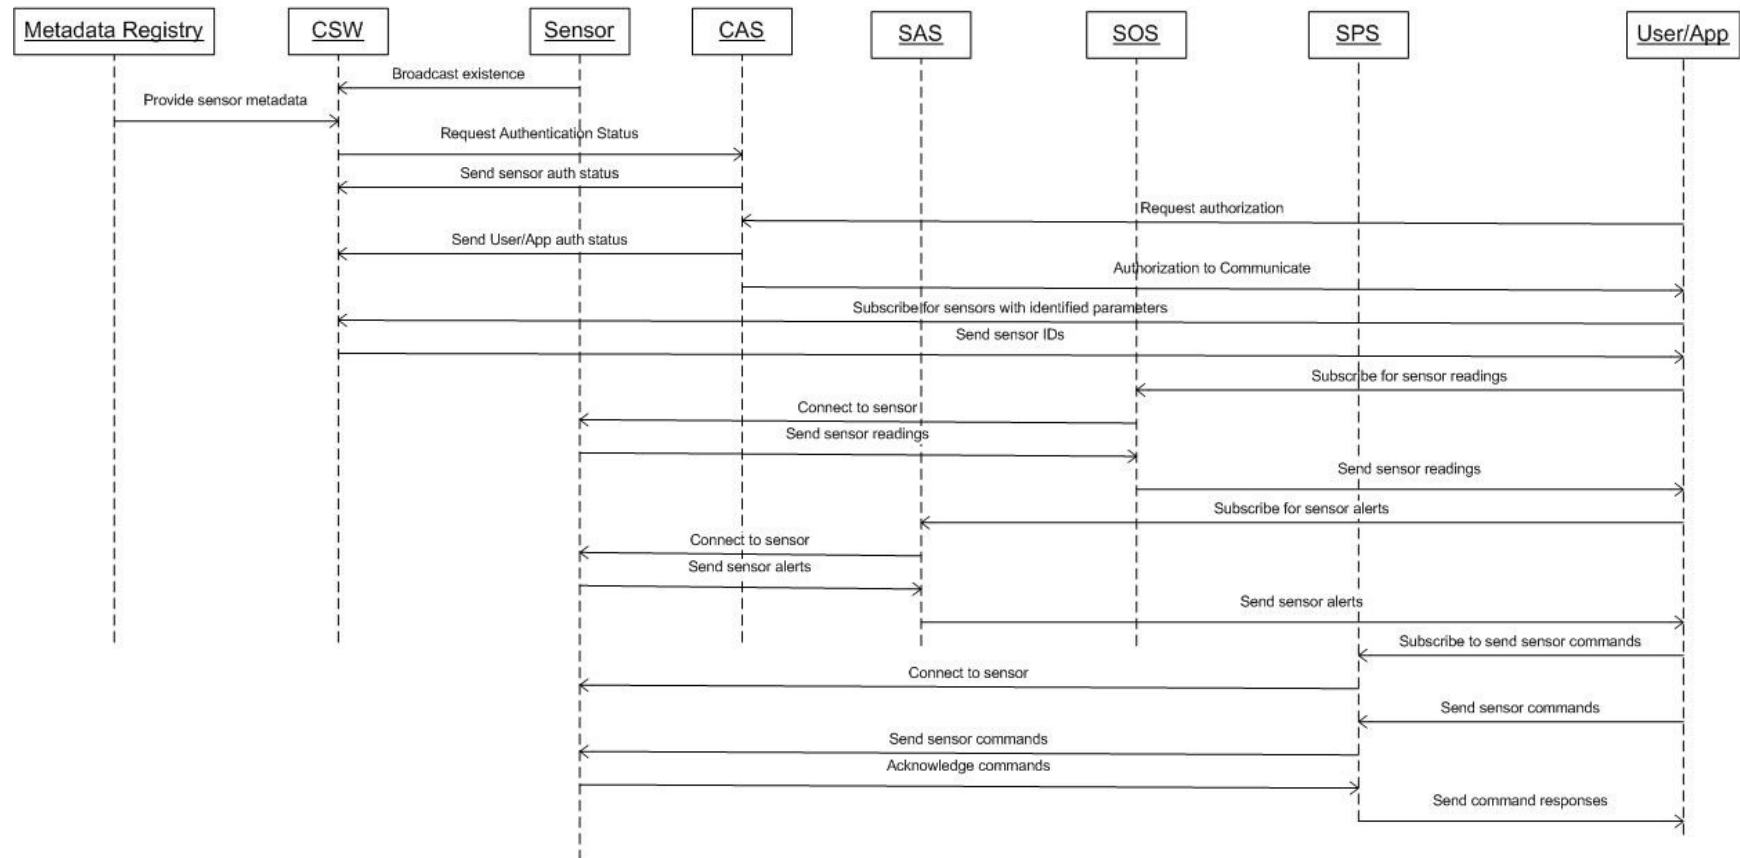 Metadata Registry
CSW
Sensor
CAS
SAS
SOS
SPS
User/App
Broadcast existence
Provide sensor metadata
Request Authentication Status
Send sensor auth status
Request authorization
Send User/App auth status
Authorization to Communicate
Subscribe for sensors with identified parameters
Send sensor IDs
Subscribe for sensor readings
Connect to sensor
Send sensor readings
Send sensor readings
Subscribe for sensor alerts
Connect to sensor
Send sensor alerts
Send sensor alerts
Subscribe to send sensor commands
Connect to sensor
Send sensor commands
Send sensor commands
Acknowledge commands
Send command responses